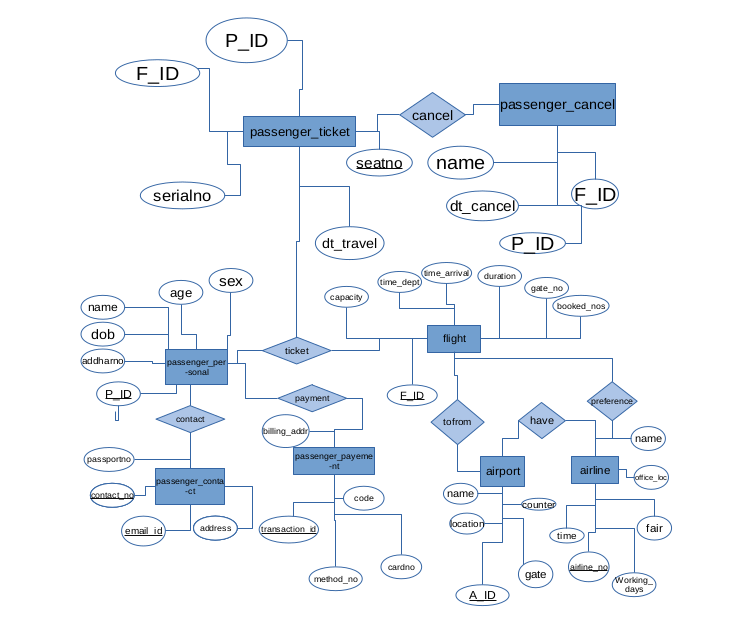 P_ID
F_ID
passenger_ticket
cancel
passenger_cancel
seatno
name
serialno
F_ID
dt_cancel
dt_travel
P_ID
sex
age
time_dept
time_arrival
duration
gate_no
capacity
booked_nos
name
dob
flight
addharno
passenger_per
-sonal
ticket
P_ID
payment
F_ID
preference
contact
billing_addr
tofrom
have
name
passportno
passenger_payeme
-nt
airport
airline
office_loc
passenger_conta
-ct
contact_no
code
name
counter
email_id
address
transaction_id
location
time
fair
method_no
cardno
gate
airline_no
Working_
days
A_ID